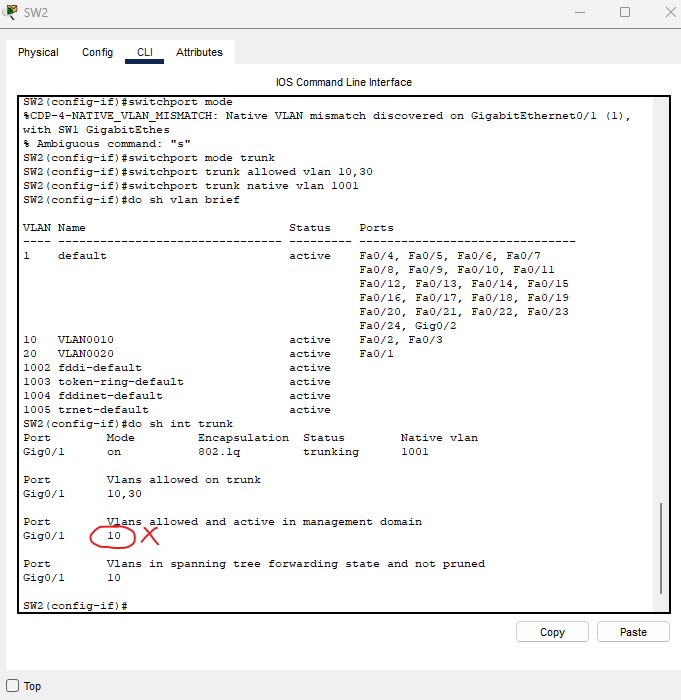 SW2
Physical Config CLI Attributes
IOS Command Line Interface
SW2(config-if)#switchport mode
%CDP-4-NATIVE_VLAN_MISMATCH: Native VLAN mismatch discovered on GigabitEthernet0/1 (1),
with SW1 GigabitEthes
% Ambiguous command: "s"
SW2(config-if)#switchport mode trunk
SW2(config-if)#switchport trunk allowed vlan 10,30
SW2(config-if)#switchport trunk native vlan 1001
SW2(config-if)#do sh vlan brief
VLAN Name Status Ports
---- -------------------------------- --------- -------------------------------
1 default active Fa0/4, Fa0/5, Fa0/6, Fa0/7
Fa0/8, Fa0/9, Fa0/10, Fa0/11
Fa0/12, Fa0/13, Fa0/14, Fa0/15
Fa0/16, Fa0/17, Fa0/18, Fa0/19
Fa0/20, Fa0/21, Fa0/22, Fa0/23
Fa0/24, Gig0/2
10 VLAN0010 active Fa0/2, Fa0/3
20 VLAN0020 active Fa0/1
1002 fddi-default active
1003 token-ring-default active
1004 fddinet-default active
1005 trnet-default active
SW2(config-if)#do sh int trunk
Port Mode Encapsulation Status Native vlan
Gig0/1 on 802.1q trunking 1001
Port Vlans allowed on trunk
Gig0/1 10,30
Port Vlans allowed and active in management domain
Gig0/1 10 X
Port Vlans in spanning tree forwarding state and not pruned
Gig0/1 10
SW2(config-if)#
Copy Paste
Top